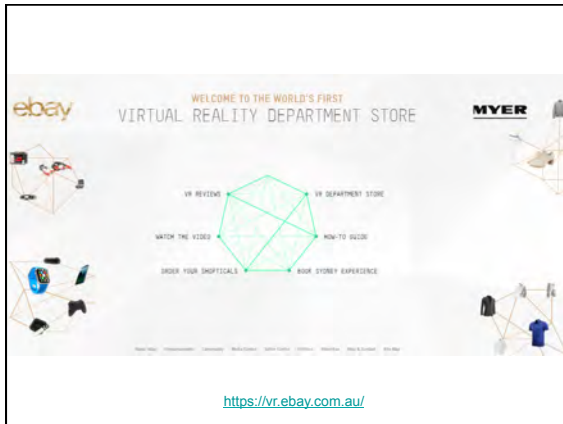 ebay
WELCOME TO THE WORLD'S FIRST
VIRTUAL REALITY DEPARTMENT STORE
MYER
VR REVIEWS
VR DEPARTMENT STORE
WATCH THE VIDEO
HOW-TO GUIDE
ORDER YOUR SHOPTICALS
BOOK SYDNEY EXPERIENCE
https://vr.ebay.com.au/